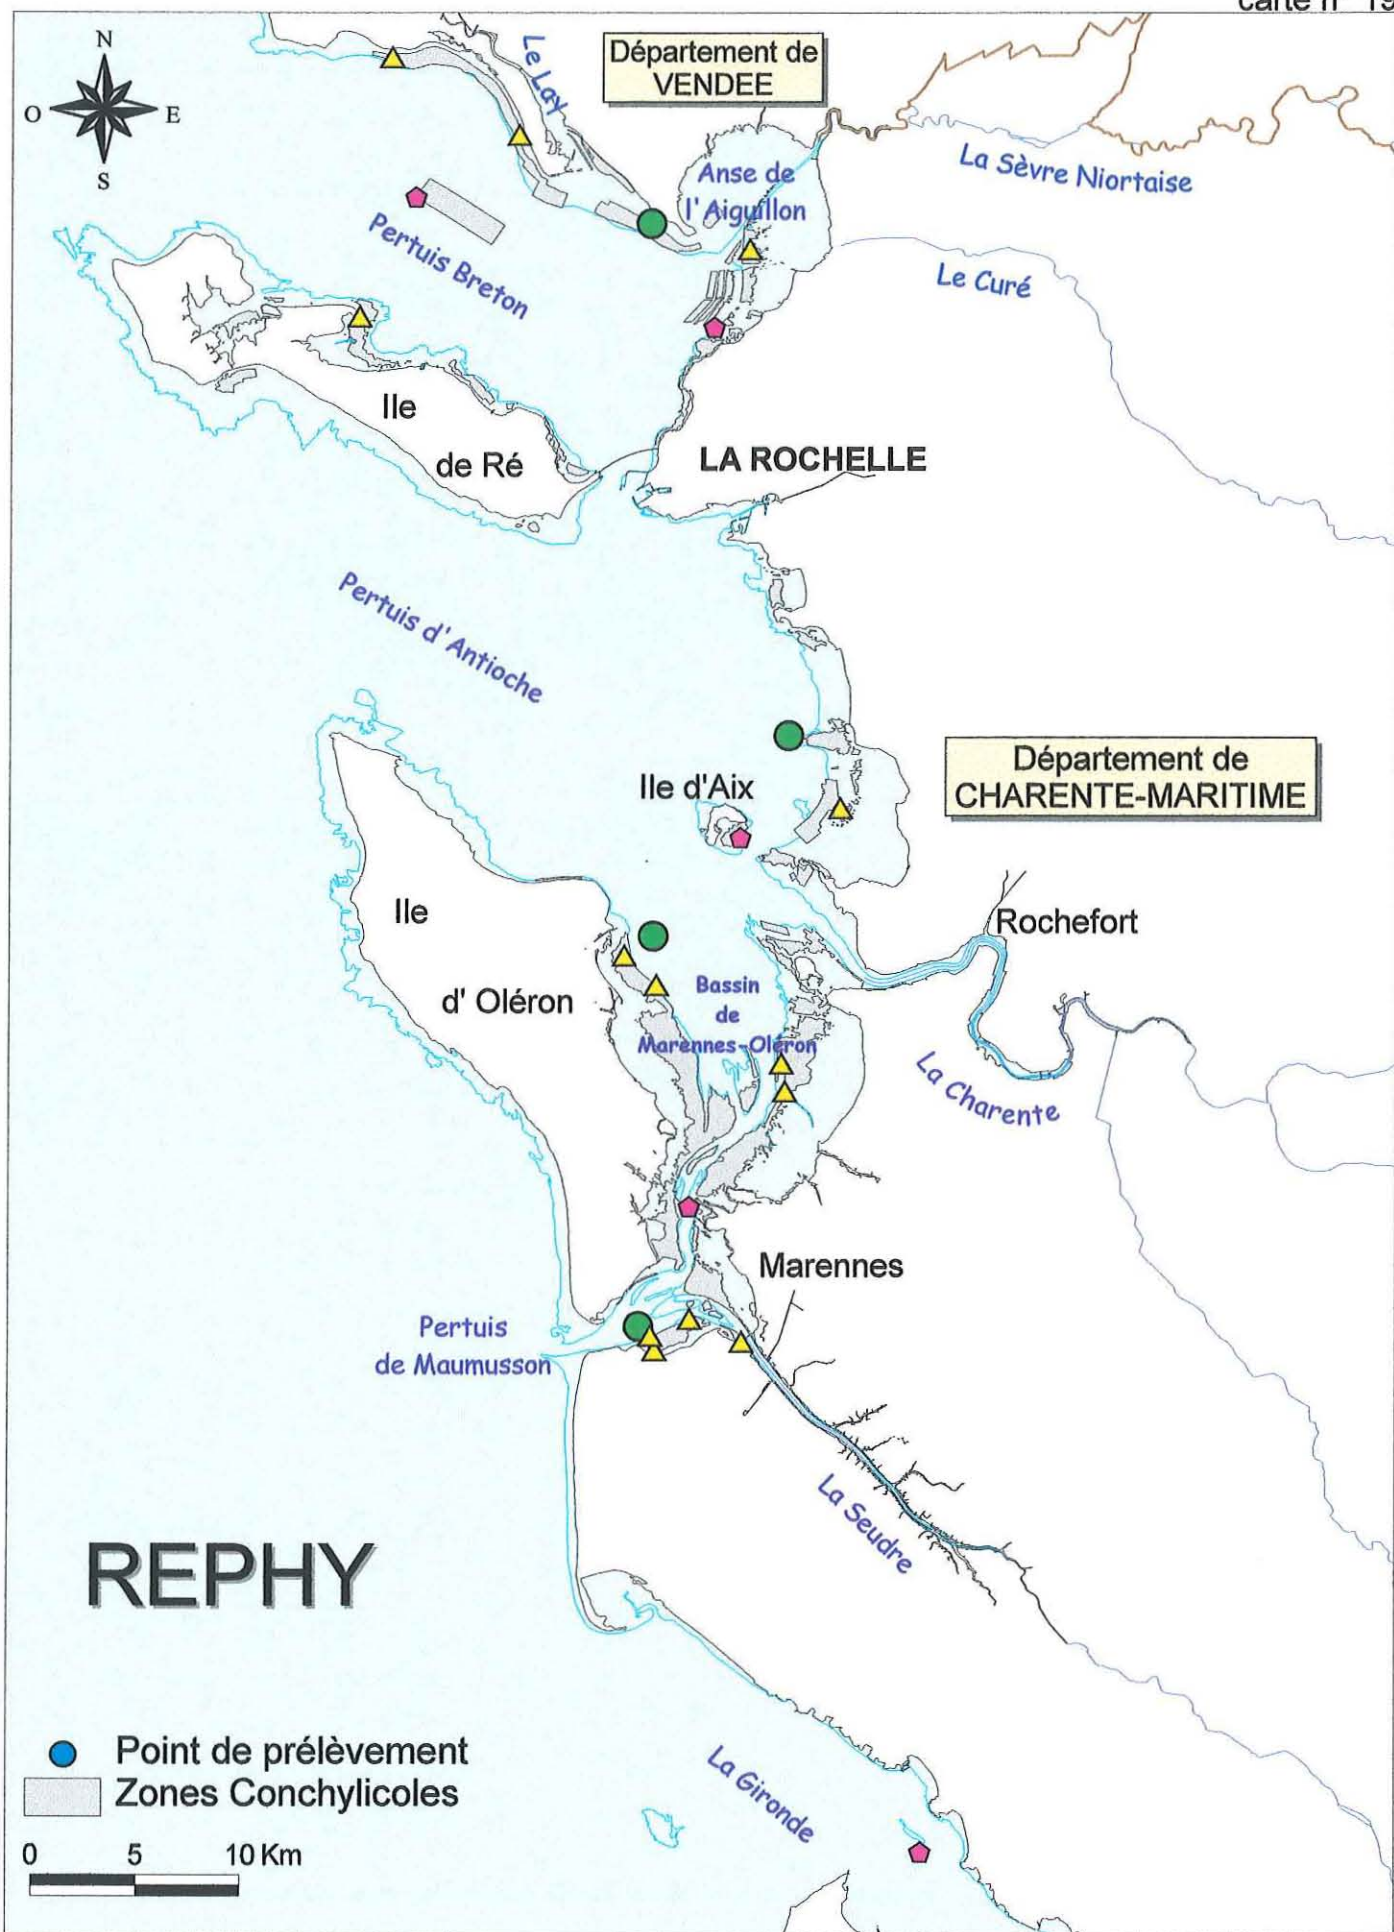 carte n° 19
N
O
E
S
Le Lay
Département de
VENDEE
La Sèvre Niortaise
Anse de
l'Aiguillon
Pertuis Breton
Le Curé
Ile
de Ré
LA ROCHELLE
Pertuis d'Antioche
Ile d'Aix
Département de
CHARENTE-MARITIME
Ile
d' Oléron
Rochefort
Bassin
de
Marennes-Oléron
La Charente
Marennes
Pertuis
de Maumusson
La Seudre
REPHY
Point de prélèvement
Zones Conchylicoles
La Gironde
0 5 10 Km